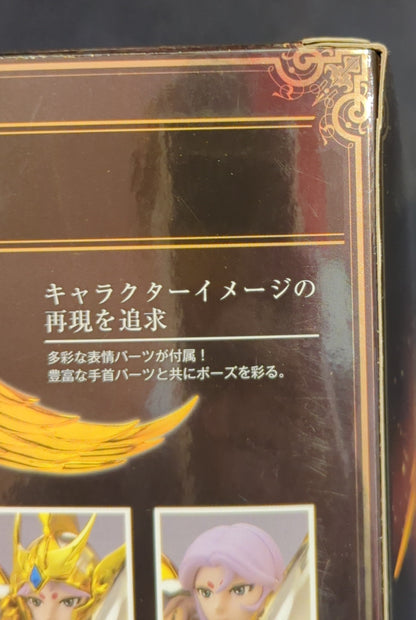 キャラクターイメージの
再現を追求
多彩な表情パーツが付属！
豊富な手首パーツと共にポーズを彩る。